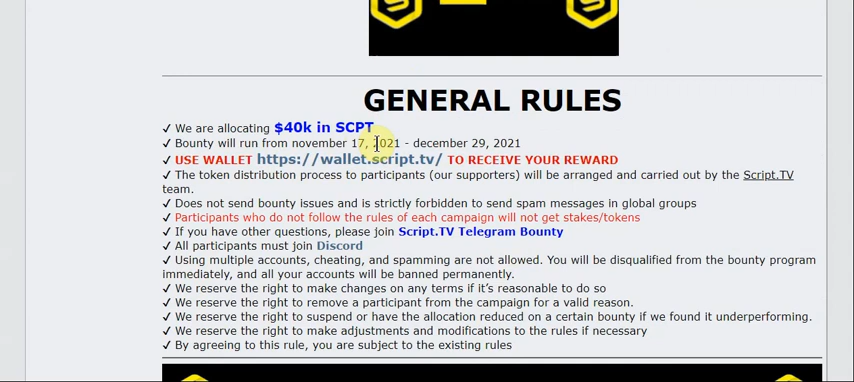 GENERAL RULES
✓ We are allocating $40k in SCPT
✓ Bounty will run from november 17, 2021 - december 29, 2021
✓ USE WALLET https://wallet.script.tv/ TO RECEIVE YOUR REWARD
✓ The token distribution process to participants (our supporters) will be arranged and carried out by the Script.TV
team.
✓ Does not send bounty issues and is strictly forbidden to send spam messages in global groups
✓ Participants who do not follow the rules of each campaign will not get stakes/tokens
✓ If you have other questions, please join Script.TV Telegram Bounty
✓ All participants must join Discord
✓ Using multiple accounts, cheating, and spamming are not allowed. You will be disqualified from the bounty program
immediately, and all your accounts will be banned permanently.
✓ We reserve the right to make changes on any terms if it's reasonable to do so
✓ We reserve the right to remove a participant from the campaign for a valid reason.
✓ We reserve the right to suspend or have the allocation reduced on a certain bounty if we found it underperforming.
✓ We reserve the right to make adjustments and modifications to the rules if necessary
✓ By agreeing to this rule, you are subject to the existing rules